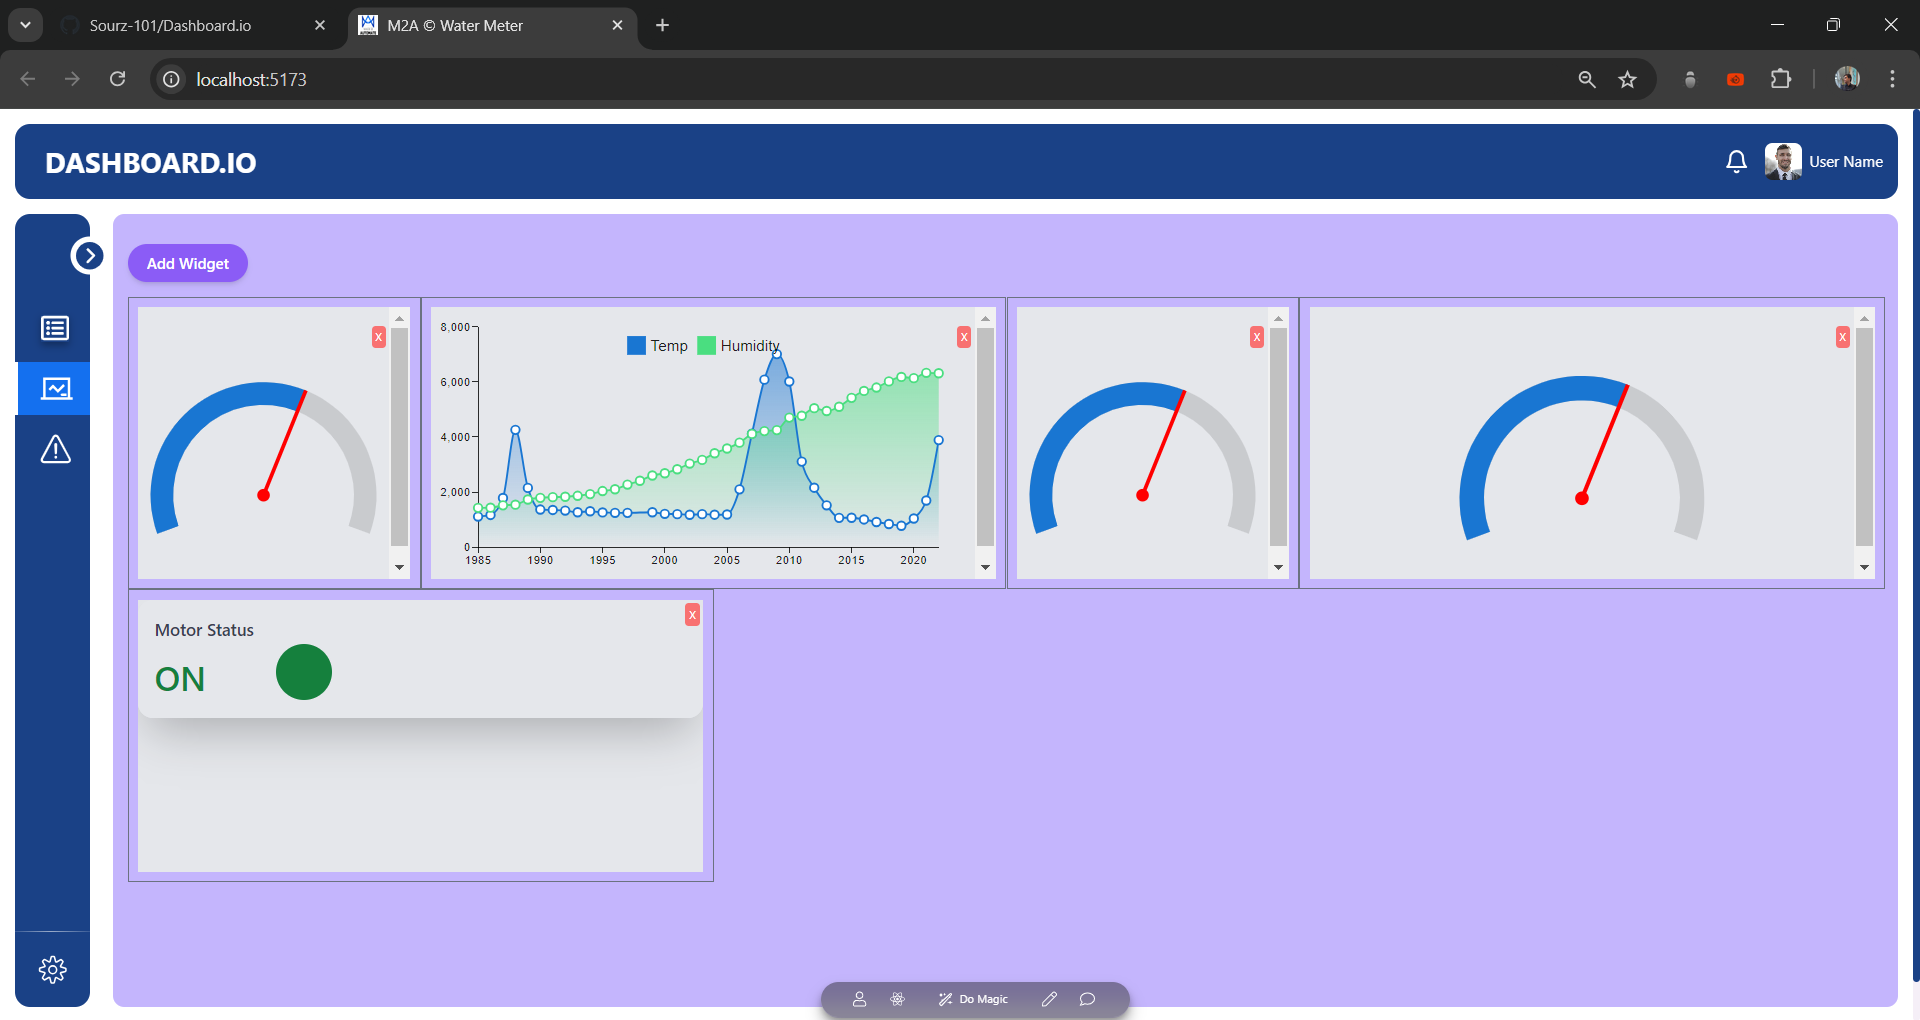 Sourz-101/Dashboard.io
M2A © Water Meter
localhost:5173
DASHBOARD.IO
User Name
Add Widget
X
8,000
6,000
4,000
2,000
0
Temp Humidity
1985 1990 1995 2000 2005 2010 2015 2020
X
X
X
Motor Status
ON
X
Do Magic